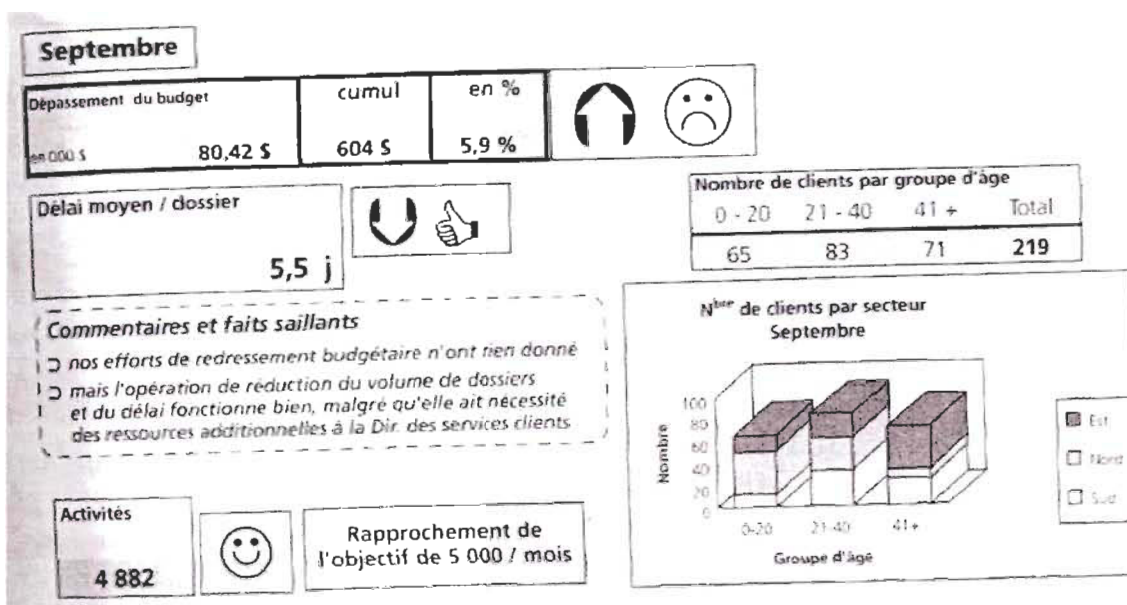 Septembre
Dépassement du budget
en 000 $ 80,42 $
cumul
604 $
en %
5,9 %
Délai moyen / dossier
5,5 j
Nombre de clients par groupe d'âge
0 - 20 21 - 40 41 + Total
65 83 71 219
Commentaires et faits saillants
nos efforts de redressement budgétaire n'ont rien donné
mais l'opération de réduction du volume de dossiers
et du délai fonctionne bien, malgré qu'elle ait nécessité
des ressources additionnelles à la Dir. des services clients
Nbre de clients par secteur
Septembre
Nombre
100
80
60
40
20
0
0-20 21-40 41+
Groupe d'âge
Est
Nord
Sud
Activités
4 882
Rapprochement de
l'objectif de 5 000 / mois